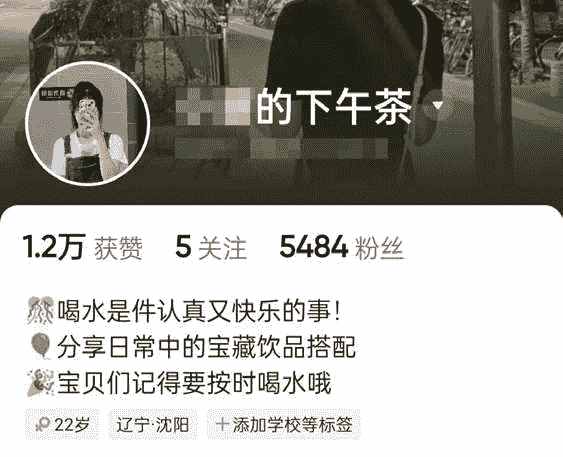 的下午茶
1.2万 获赞 5 关注 5484 粉丝
喝水是件认真又快乐的事!
分享日常中的宝藏饮品搭配
宝贝们记得要按时喝水哦
22岁 辽宁·沈阳 +添加学校等标签